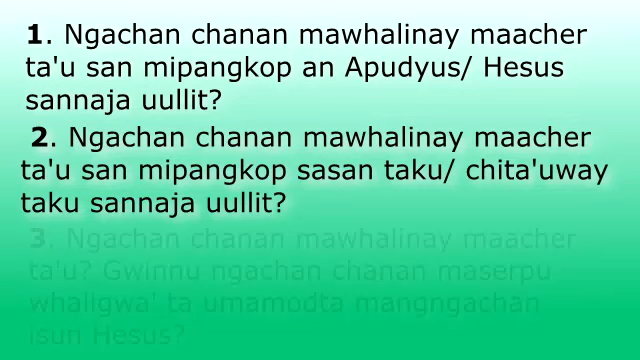 1. Ngachan chanan mawhalinay maacher
ta'u san mipangkop an Apudyus/ Hesus
sannaja uullit?
2. Ngachan chanan mawhalinay maacher
ta'u san mipangkop sasan taku/ chita'uway
taku sannaja uullit?
3. Ngachan chanan mawhalinay maacher
ta'u? Gwinnu ngachan chanan maserpu
whaligwa' ta umamodta mangngachan
isun Hesus?